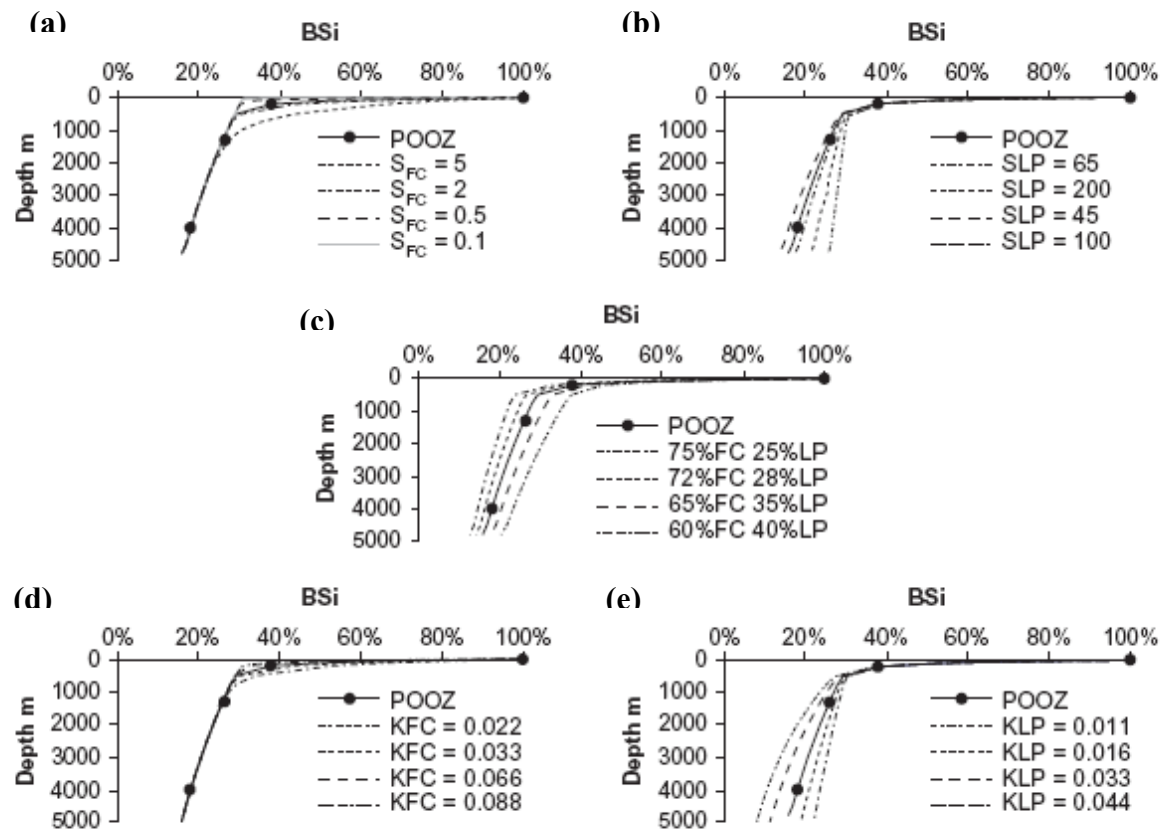 (a)
BSi
0% 20% 40% 60% 80% 100%
Depth m
0
1000
2000
3000
4000
5000
POOZ
SFC = 5
SFC = 2
SFC = 0.5
SFC = 0.1
(b)
BSi
0% 20% 40% 60% 80% 100%
Depth m
0
1000
2000
3000
4000
5000
POOZ
SLP = 65
SLP = 200
SLP = 45
SLP = 100
(c)
BSi
0% 20% 40% 60% 80% 100%
Depth m
0
1000
2000
3000
4000
5000
POOZ
75%FC 25%LP
72%FC 28%LP
65%FC 35%LP
60%FC 40%LP
(d)
BSi
0% 20% 40% 60% 80% 100%
Depth m
0
1000
2000
3000
4000
5000
POOZ
KFC = 0.022
KFC = 0.033
KFC = 0.066
KFC = 0.088
(e)
BSi
0% 20% 40% 60% 80% 100%
Depth m
0
1000
2000
3000
4000
5000
POOZ
KLP = 0.011
KLP = 0.016
KLP = 0.033
KLP = 0.044